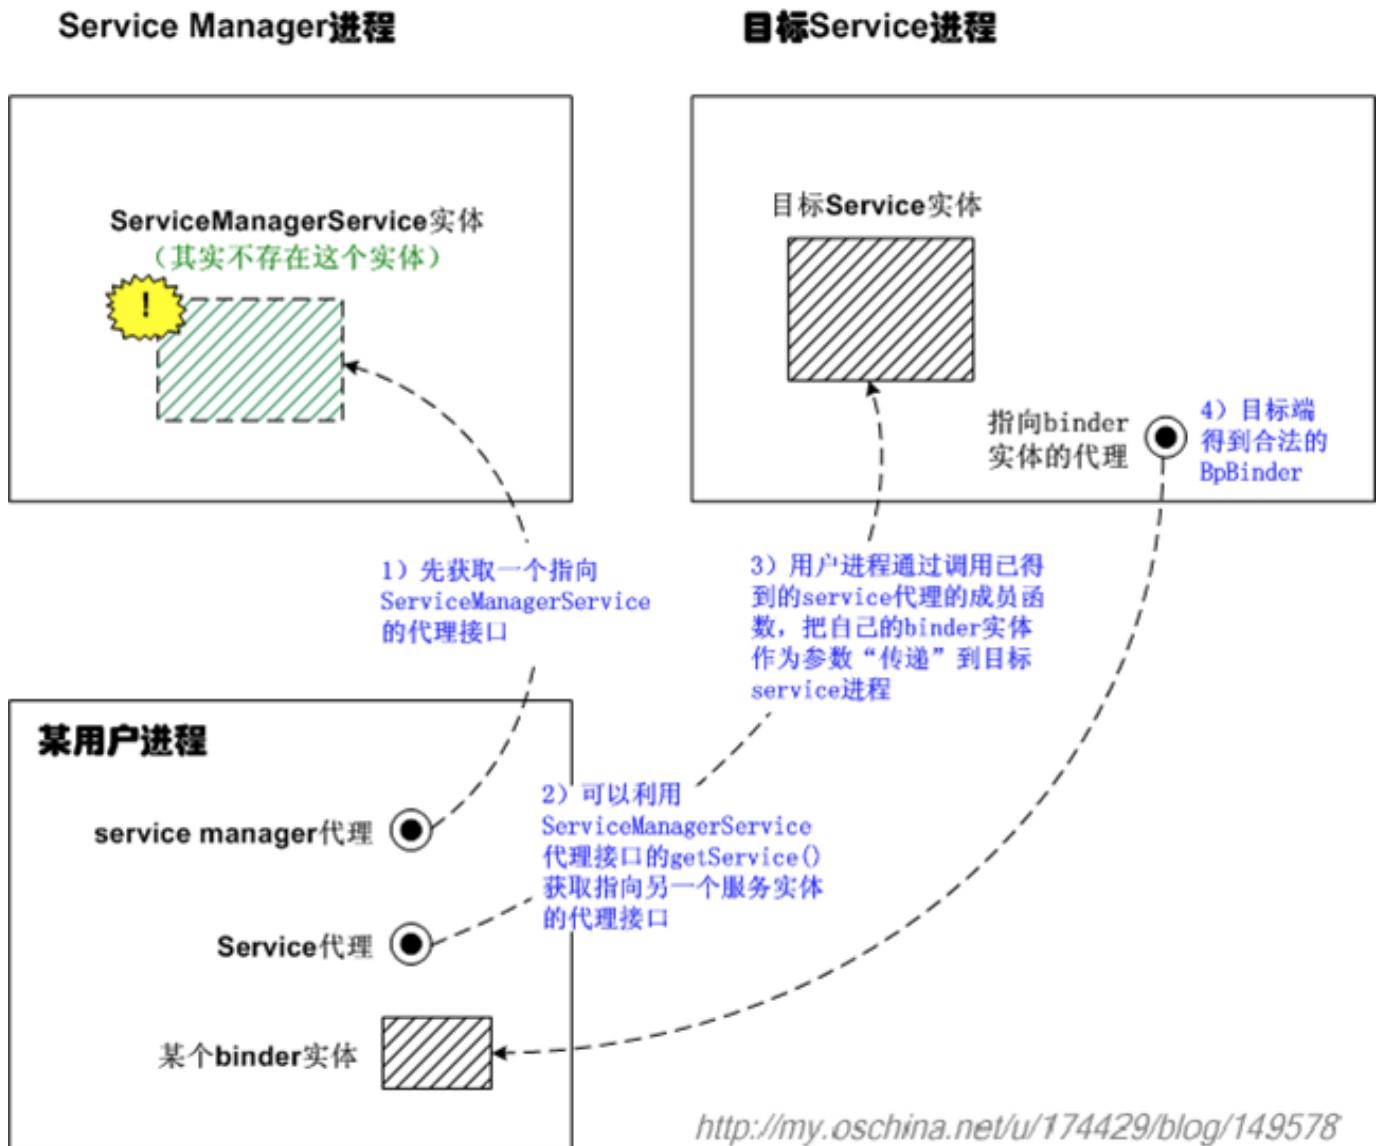 Service Manager进程
目标Service进程
ServiceManagerService实体
（其实不存在这个实体）
!
目标Service实体
指向binder
实体的代理
4）目标端
得到合法的
BpBinder
1）先获取一个指向
ServiceManagerService
的代理接口
3）用户进程通过调用已得
到的service代理的成员函
数，把自己的binder实体
作为参数“传递”到目标
service进程
某用户进程
service manager代理
2）可以利用
ServiceManagerService
代理接口的getService()
获取指向另一个服务实体
的代理接口
Service代理
某个binder实体
http://my.oschina.net/u/174429/blog/149578